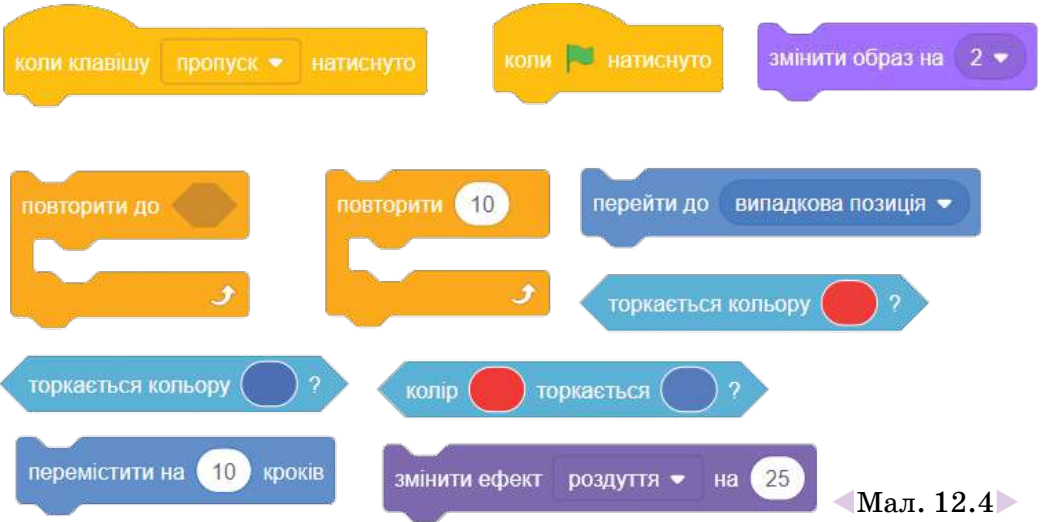 коли клавішу пропуск натиснуто
коли натиснуто
змінити образ на 2
повторити до
повторити 10
перейти до випадкова позиція
торкається кольору ?
торкається кольору ?
колір торкається ?
перемістити на 10 кроків
змінити ефект роздуття на 25
Мал. 12.4